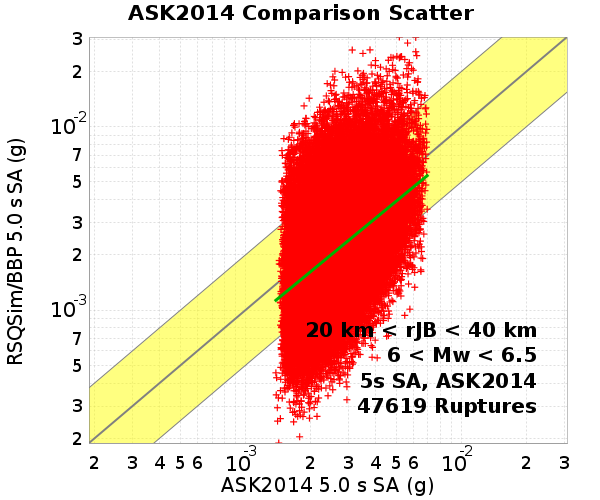 ASK2014 Comparison Scatter
RSQSim/BBP 5.0 s SA (g)
3
2
10-2
7
5
3
2
10-3
7
5
3
2
20 km < rJB < 40 km
6 < Mw < 6.5
5s SA, ASK2014
47619 Ruptures
2 3 4 5 6 10-3 2 3 4 5 6 10-2 2 3
ASK2014 5.0 s SA (g)